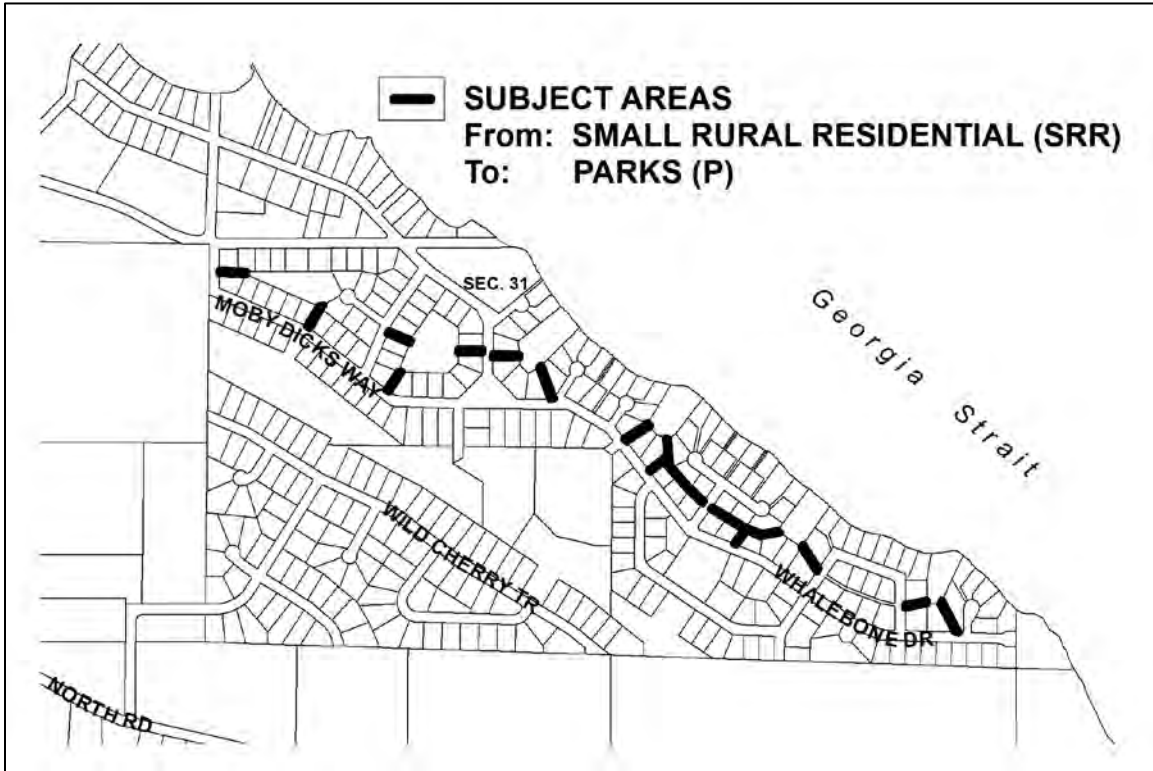 SUBJECT AREAS
From: SMALL RURAL RESIDENTIAL (SRR)
To: PARKS (P)
SEC. 31
MOBY DICKS WAY
Georgia Strait
WILD CHERRY TR
WHALEBONE DR
NORTH RD